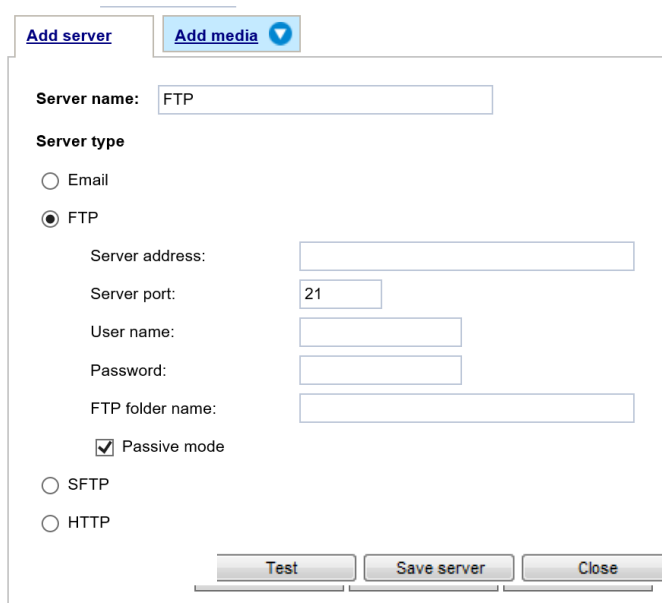 Add server Add media
Server name: FTP
Server type
Email
FTP
Server address:
Server port: 21
User name:
Password:
FTP folder name:
Passive mode
SFTP
HTTP
Test Save server Close